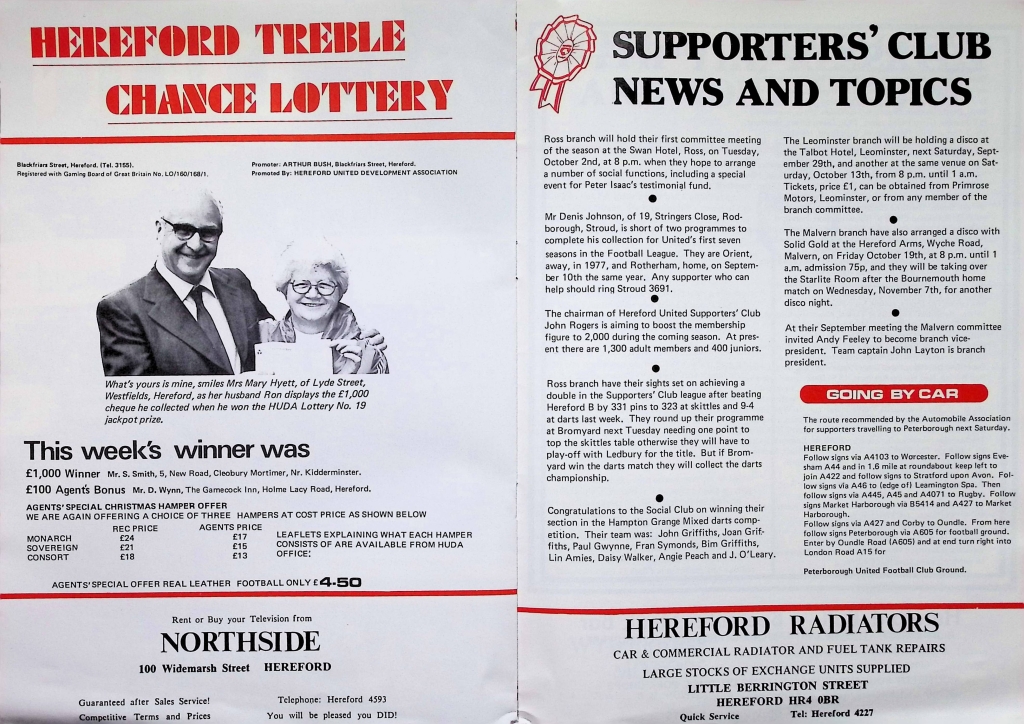 HEREFORD TREBLE
CHANCE LOTTERY
Blackfriars Street, Hereford. (Tel. 3155).
Registered with Gaming Board of Great Britain No. LO/160/168/1.
Promoter: ARTHUR BUSH, Blackfriars Street, Hereford.
Promoted By: HEREFORD UNITED DEVELOPMENT ASSOCIATION
What's yours is mine, smiles Mrs Mary Hyett, of Lyde Street,
Westfields, Hereford, as her husband Ron displays the £1,000
cheque he collected when he won the HUDA Lottery No. 19
jackpot prize.
This week's winner was
£1,000 Winner Mr. S. Smith, 5, New Road, Cleobury Mortimer, Nr. Kidderminster.
£100 Agent's Bonus Mr. D. Wynn, The Gamecock Inn, Holme Lacy Road, Hereford.
AGENTS' SPECIAL CHRISTMAS HAMPER OFFER
WE ARE AGAIN OFFERING A CHOICE OF THREE HAMPERS AT COST PRICE AS SHOWN BELOW
REC PRICE AGENTS PRICE
MONARCH £24 £17
SOVEREIGN £21 £15
CONSORT £18 £13
LEAFLETS EXPLAINING WHAT EACH HAMPER
CONSISTS OF ARE AVAILABLE FROM HUDA
OFFICE:
AGENTS' SPECIAL OFFER REAL LEATHER FOOTBALL ONLY £4·50
Rent or Buy your Television from
NORTHSIDE
100 Widemarsh Street HEREFORD
Guaranteed after Sales Service!
Competitive Terms and Prices
Telephone: Hereford 4593
You will be pleased you DID!
SUPPORTERS' CLUB
NEWS AND TOPICS
Ross branch will hold their first committee meeting
of the season at the Swan Hotel, Ross, on Tuesday,
October 2nd, at 8 p.m. when they hope to arrange
a number of social functions, including a special
event for Peter Isaac's testimonial fund.
Mr Denis Johnson, of 19, Stringers Close, Rod-
borough, Stroud, is short of two programmes to
complete his collection for United's first seven
seasons in the Football League. They are Orient,
away, in 1977, and Rotherham, home, on Septem-
ber 10th the same year. Any supporter who can
help should ring Stroud 3691.
The chairman of Hereford United Supporters' Club
John Rogers is aiming to boost the membership
figure to 2,000 during the coming season. At pres-
ent there are 1,300 adult members and 400 juniors.
Ross branch have their sights set on achieving a
double in the Supporters' Club league after beating
Hereford B by 331 pins to 323 at skittles and 9-4
at darts last week. They round up their programme
at Bromyard next Tuesday needing one point to
top the skittles table otherwise they will have to
play-off with Ledbury for the title. But if Brom-
yard win the darts match they will collect the darts
championship.
Congratulations to the Social Club on winning their
section in the Hampton Grange Mixed darts comp-
etition. Their team was: John Griffiths, Joan Grif-
fiths, Paul Gwynne, Fran Symonds, Bim Griffiths,
Lin Amies, Daisy Walker, Angie Peach and J. O'Leary.
The Leominster branch will be holding a disco at
the Talbot Hotel, Leominster, next Saturday, Sept-
ember 29th, and another at the same venue on Sat-
urday, October 13th, from 8 p.m. until 1 a.m.
Tickets, price £1, can be obtained from Primrose
Motors, Leominster, or from any member of the
branch committee.
The Malvern branch have also arranged a disco with
Solid Gold at the Hereford Arms, Wyche Road,
Malvern, on Friday October 19th, at 8 p.m. until 1
a.m. admission 75p, and they will be taking over
the Starlite Room after the Bournemouth home
match on Wednesday, November 7th, for another
disco night.
At their September meeting the Malvern committee
invited Andy Feeley to become branch vice-
president. Team captain John Layton is branch
president.
GOING BY CAR
The route recommended by the Automobile Association
for supporters travelling to Peterborough next Saturday.
HEREFORD
Follow signs via A4103 to Worcester. Follow signs Eve-
sham A44 and in 1.6 mile at roundabout keep left to
join A422 and follow signs to Stratford upon Avon. Fol-
low signs via A46 to (edge of) Leamington Spa. Then
follow signs via A445, A45 and A4071 to Rugby. Follow
signs Market Harborough via B5414 and A427 to Market
Harborough.
Follow signs via A427 and Corby to Oundle. From here
follow signs Peterborough via A605 for football ground.
Enter by Oundle Road (A605) and at end turn right into
London Road A15 for
Peterborough United Football Club Ground.
HEREFORD RADIATORS
CAR & COMMERCIAL RADIATOR AND FUEL TANK REPAIRS
LARGE STOCKS OF EXCHANGE UNITS SUPPLIED
LITTLE BERRINGTON STREET
HEREFORD HR4 0BR
Quick Service Tel: Hereford 4227